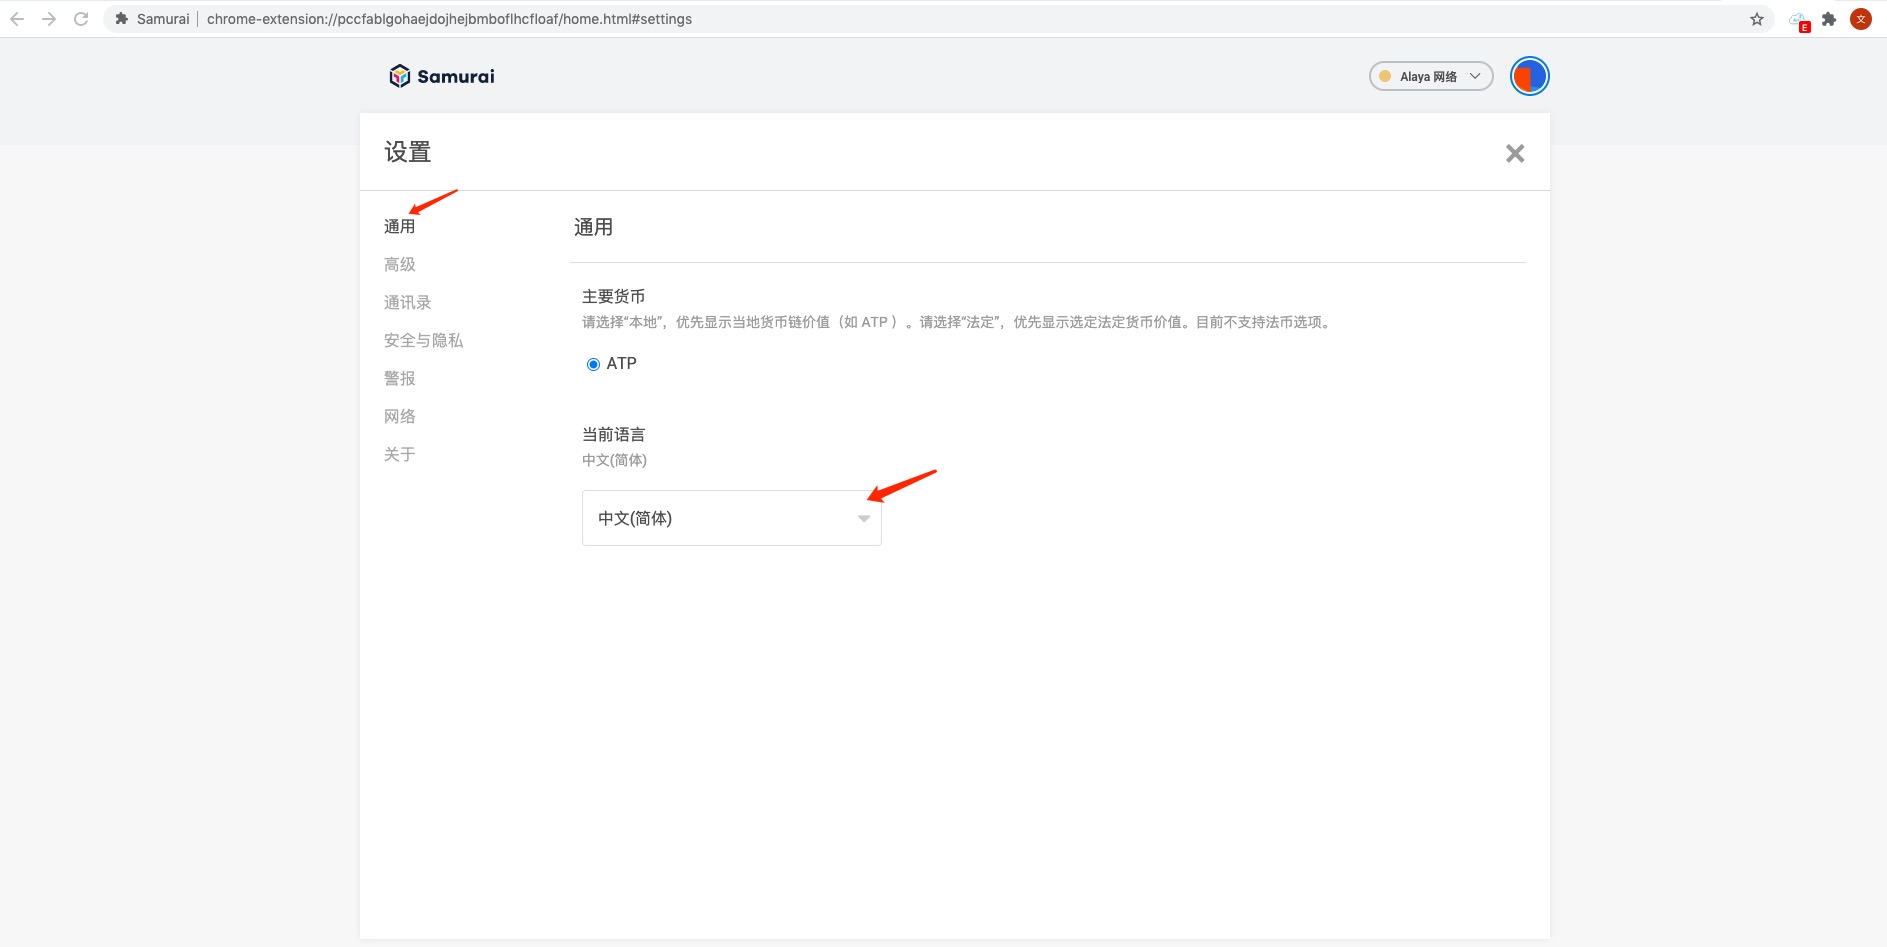 Samurai
chrome-extension://pccfablgohaejdojhejbmboflhcfloaf/home.html#settings
E
文
Samurai
Alaya 网络
设置
通用
高级
通讯录
安全与隐私
警报
网络
关于
通用
主要货币
请选择“本地”，优先显示当地货币链价值（如 ATP ）。请选择“法定”，优先显示选定法定货币价值。目前不支持法币选项。
ATP
当前语言
中文(简体)
中文(简体)